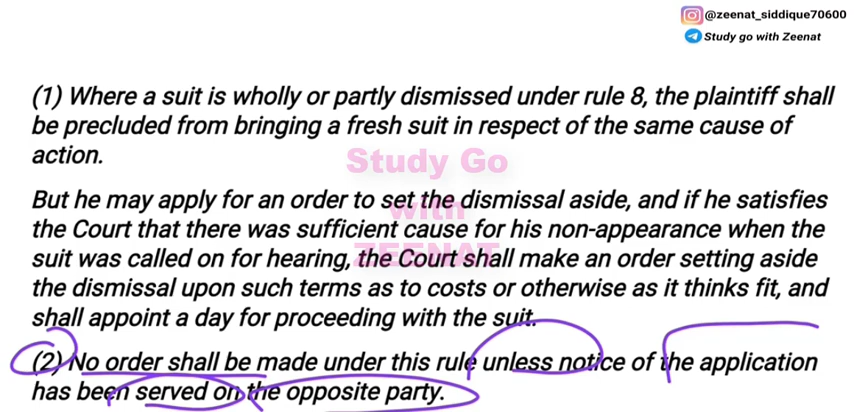 @zeenat_siddique70600
Study go with Zeenat
(1) Where a suit is wholly or partly dismissed under rule 8, the plaintiff shall
be precluded from bringing a fresh suit in respect of the same cause of
action.
Study Go
But he may apply for an order to set the dismissal aside, and if he satisfies
with
the Court that there was sufficient cause for his non-appearance when the
suit was called on for hearing, the Court shall make an order setting aside
ZEENAT
the dismissal upon such terms as to costs or otherwise as it thinks fit, and
shall appoint a day for proceeding with the suit.
(2) No order shall be made under this rule unless notice of the application
has been served on the opposite party.